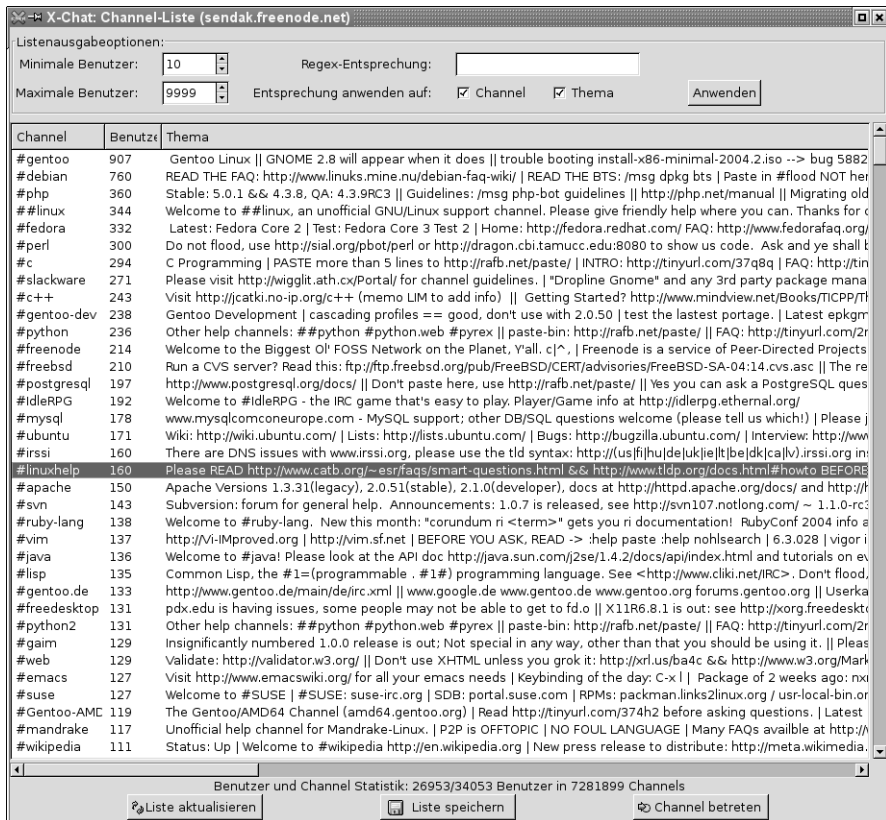 X-Chat: Channel-Liste (sendak.freenode.net)
Listenausgabeoptionen:
Minimale Benutzer: 10 Regex-Entsprechung:
Maximale Benutzer: 9999 Entsprechung anwenden auf: Channel Thema Anwenden
Channel Benutze Thema
#gentoo 907 Gentoo Linux || GNOME 2.8 will appear when it does || trouble booting install-x86-minimal-2004.2.iso --> bug 5882
#debian 760 READ THE FAQ: http://www.linuks.mine.nu/debian-faq-wiki/ | READ THE BTS: /msg dpkg bts | Paste in #flood NOT her
#php 360 Stable: 5.0.1 && 4.3.8, QA: 4.3.9RC3 || Guidelines: /msg php-bot guidelines || http://php.net/manual || Migrating old
##linux 344 Welcome to ##linux, an unofficial GNU/Linux support channel. Please give friendly help where you can. Thanks for c
#fedora 332 Latest: Fedora Core 2 | Test: Fedora Core 3 Test 2 | Home: http://fedora.redhat.com/ FAQ: http://www.fedorafaq.org/
#perl 300 Do not flood, use http://sial.org/pbot/perl or http://dragon.cbi.tamucc.edu:8080 to show us code. Ask and ye shall b
#c 294 C Programming | PASTE more than 5 lines to http://rafb.net/paste/ | INTRO: http://tinyurl.com/37q8q | FAQ: http://tin
#slackware 271 Please visit http://wigglit.ath.cx/Portal/ for channel guidelines. | "Dropline Gnome" and any 3rd party package mana
#c++ 243 Visit http://jcatki.no-ip.org/c++ (memo LIM to add info) || Getting Started? http://www.mindview.net/Books/TICPP/Th
#gentoo-dev 238 Gentoo Development | cascading profiles == good, don't use with 2.0.50 | test the lastest portage. | Latest epkgm
#python 236 Other help channels: ##python #python.web #pyrex || paste-bin: http://rafb.net/paste/ || FAQ: http://tinyurl.com/2r
#freenode 214 Welcome to the Biggest Ol' FOSS Network on the Planet, Y'all. c|^, | Freenode is a service of Peer-Directed Projects
#freebsd 210 Run a CVS server? Read this: ftp://ftp.freebsd.org/pub/FreeBSD/CERT/advisories/FreeBSD-SA-04:14.cvs.asc || The re
#postgresql 197 http://www.postgresql.org/docs/ || Don't paste here, use http://rafb.net/paste/ || Yes you can ask a PostgreSQL ques
#IdleRPG 192 Welcome to #IdleRPG - the IRC game that's easy to play. Player/Game info at http://idlerpg.ethernal.org/
#mysql 178 www.mysqlcomconeurope.com - MySQL support; other DB/SQL questions welcome (please tell us which!) | Please j
#ubuntu 171 Wiki: http://wiki.ubuntu.com/ | Lists: http://lists.ubuntu.com/ | Bugs: http://bugzilla.ubuntu.com/ | Interview: http://ww
#irssi 160 There are DNS issues with www.irssi.org, please use the tld syntax: http://(us|fi|hu|de|uk|ie|lt|be|dk|ca|lv).irssi.org ins
#linuxhelp 160 Please READ http://www.catb.org/~esr/faqs/smart-questions.html && http://www.tldp.org/docs.html#howto BEFORE
#apache 150 Apache Versions 1.3.31(legacy), 2.0.51(stable), 2.1.0(developer), docs at http://httpd.apache.org/docs/ and http://h
#svn 143 Subversion: forum for general help. Announcements: 1.0.7 is released, see http://svn107.notlong.com/ ~ 1.1.0-rc3
#ruby-lang 138 Welcome to #ruby-lang. New this month: "corundum ri <term>" gets you ri documentation! RubyConf 2004 info a
#vim 137 http://Vi-IMproved.org | http://vim.sf.net | BEFORE YOU ASK, READ -> :help paste :help nohlsearch | 6.3.028 | vigor i
#java 136 Welcome to #java! Please look at the API doc http://java.sun.com/j2se/1.4.2/docs/api/index.html and tutorials on ev
#lisp 135 Common Lisp, the #1=(programmable . #1#) programming language. See <http://www.cliki.net/IRC>. Don't flood,
#gentoo.de 133 http://www.gentoo.de/main/de/irc.xml || www.google.de www.gentoo.de www.gentoo.org forums.gentoo.org || Userka
#freedesktop 131 pdx.edu is having issues, some people may not be able to get to fd.o || X11R6.8.1 is out: see http://xorg.freedeskto
#python2 131 Other help channels: ##python #python.web #pyrex || paste-bin: http://rafb.net/paste/ || FAQ: http://tinyurl.com/2r
#gaim 129 Insignificantly numbered 1.0.0 release is out; Not special in any way, other than that you should be using it. || Pleas
#web 129 Validate: http://validator.w3.org/ || Don't use XHTML unless you grok it: http://xrl.us/ba4c && http://www.w3.org/Mark
#emacs 127 Visit http://www.emacswiki.org/ for all your emacs needs | Keybinding of the day: C-x l | Package of 2 weeks ago: nxr
#suse 127 Welcome to #SUSE | #SUSE: suse-irc.org | SDB: portal.suse.com | RPMs: packman.links2linux.org / usr-local-bin.or
#Gentoo-AMD 119 The Gentoo/AMD64 Channel (amd64.gentoo.org) | Read http://tinyurl.com/374h2 before asking questions. | Latest
#mandrake 117 Unofficial help channel for Mandrake-Linux. | P2P is OFFTOPIC | NO FOUL LANGUAGE | Many FAQs availble at http://
#wikipedia 111 Status: Up | Welcome to #wikipedia http://en.wikipedia.org | New press release to distribute: http://meta.wikimedia.
Benutzer und Channel Statistik: 26953/34053 Benutzer in 7281899 Channels
Liste aktualisieren Liste speichern Channel betreten